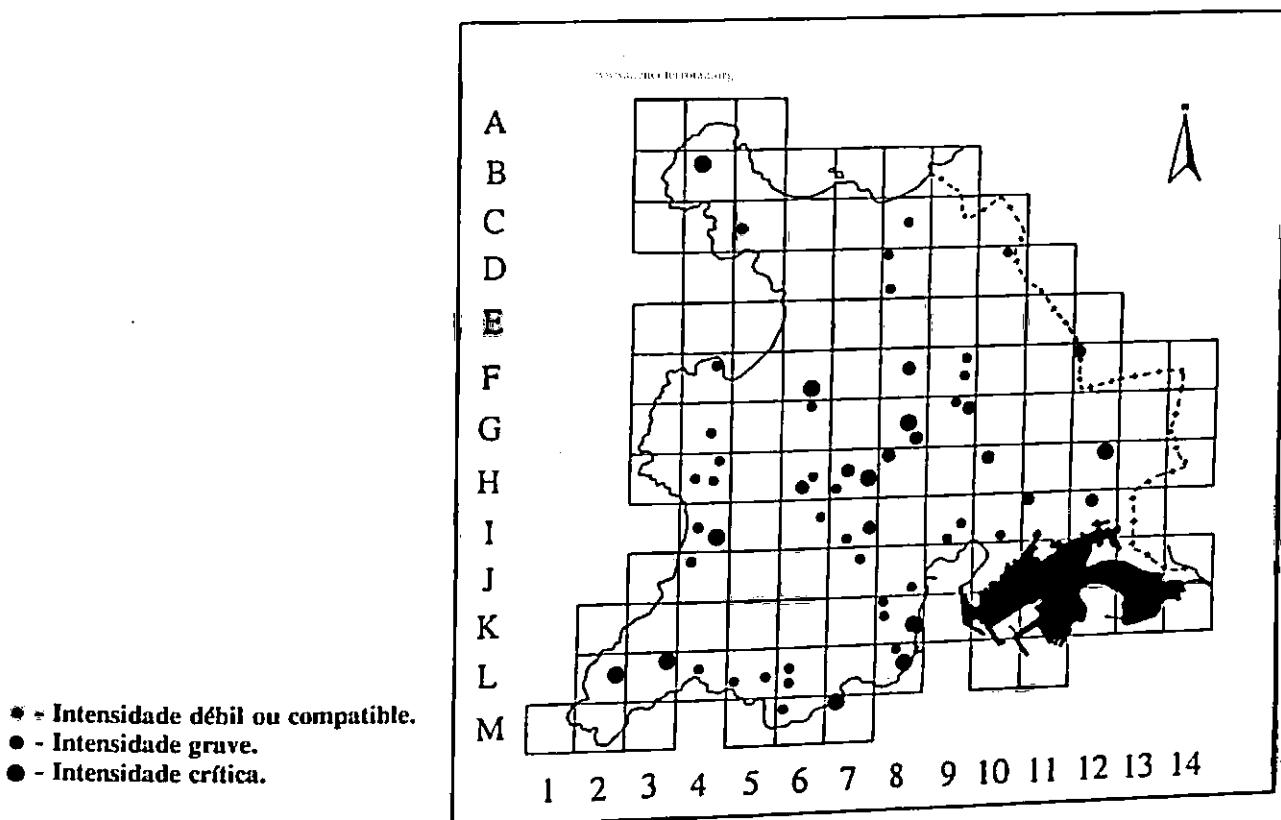 A
B
C
D
E
F
G
H
I
J
K
L
M
1 2 3 4 5 6 7 8 9 10 11 12 13 14
- Intensidade débil ou compatible.
- Intensidade grave.
- Intensidade crítica.